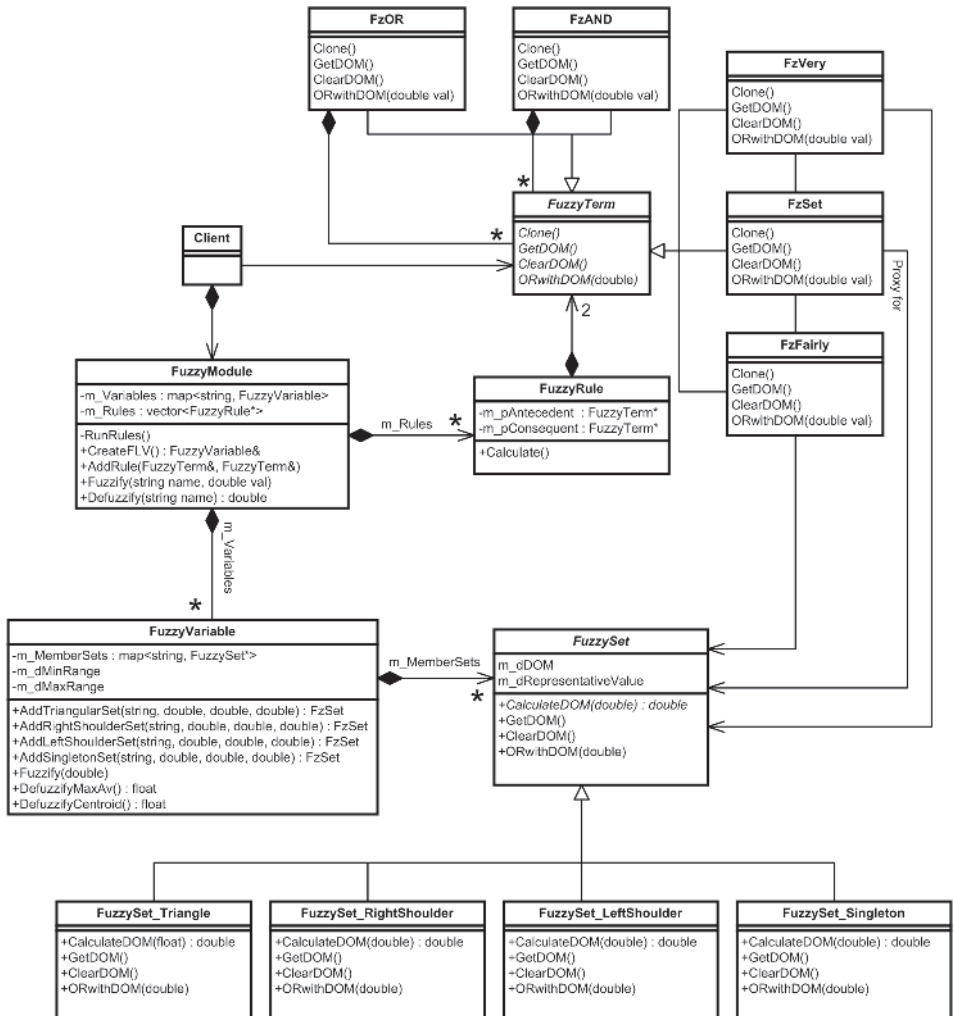 FzOR
Clone()
GetDOM()
ClearDOM()
ORwithDOM(double val)
FzAND
Clone()
GetDOM()
ClearDOM()
ORwithDOM(double val)
FzVery
Clone()
GetDOM()
ClearDOM()
ORwithDOM(double val)
*
*
FuzzyTerm
Clone()
GetDOM()
ClearDOM()
ORwithDOM(double)
FzSet
Clone()
GetDOM()
ClearDOM()
ORwithDOM(double val)
Proxy for
Client
2
FzFairly
Clone()
GetDOM()
ClearDOM()
ORwithDOM(double val)
FuzzyModule
-m_Variables : map<string, FuzzyVariable>
-m_Rules : vector<FuzzyRule*>
-RunRules()
+CreateFLV() : FuzzyVariable&
+AddRule(FuzzyTerm&, FuzzyTerm&)
+Fuzzify(string name, double val)
+Defuzzify(string name) : double
m_Rules
*
FuzzyRule
-m_pAntecedent : FuzzyTerm*
-m_pConsequent : FuzzyTerm*
+Calculate()
m_Variables
*
FuzzyVariable
-m_MemberSets : map<string, FuzzySet*>
-m_dMinRange
-m_dMaxRange
+AddTriangularSet(string, double, double, double) : FzSet
+AddRightShoulderSet(string, double, double, double) : FzSet
+AddLeftShoulderSet(string, double, double, double) : FzSet
+AddSingletonSet(string, double, double, double) : FzSet
+Fuzzify(double)
+DefuzzifyMaxAv() : float
+DefuzzifyCentroid() : float
m_MemberSets
*
FuzzySet
m_dDOM
m_dRepresentativeValue
+CalculateDOM(double) : double
+GetDOM()
+ClearDOM()
+ORwithDOM(double)
FuzzySet_Triangle
+CalculateDOM(float) : double
+GetDOM()
+ClearDOM()
+ORwithDOM(double)
FuzzySet_RightShoulder
+CalculateDOM(double) : double
+GetDOM()
+ClearDOM()
+ORwithDOM(double)
FuzzySet_LeftShoulder
+CalculateDOM(double) : double
+GetDOM()
+ClearDOM()
+ORwithDOM(double)
FuzzySet_Singleton
+CalculateDOM(double) : double
+GetDOM()
+ClearDOM()
+ORwithDOM(double)